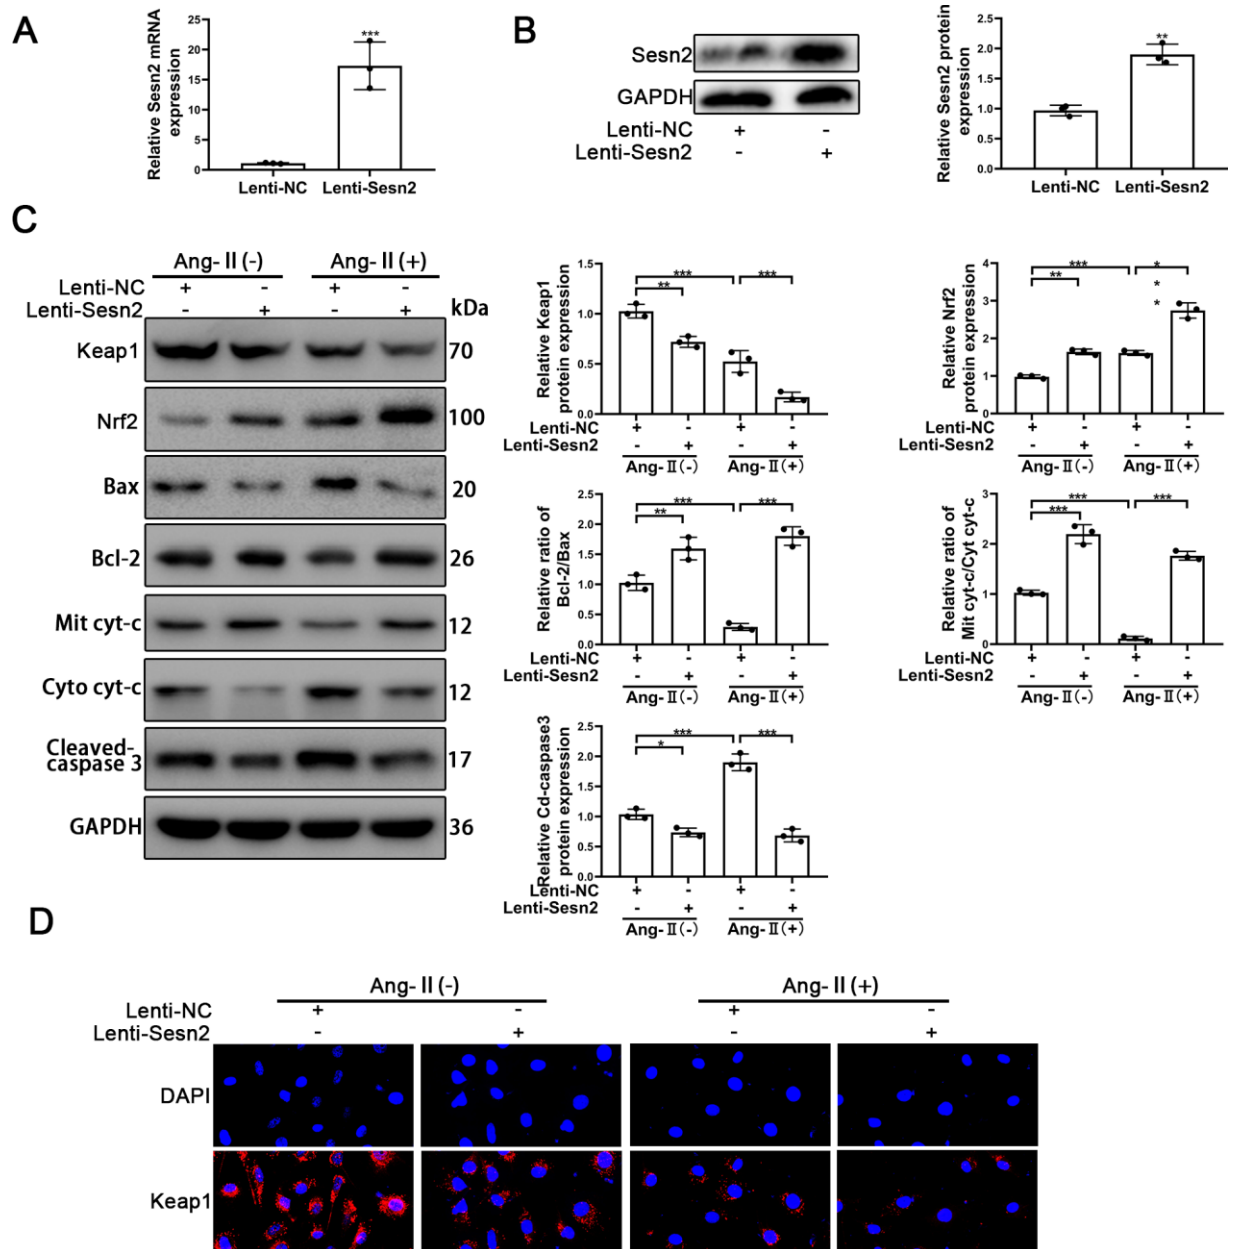 A
Relative Sesn2 mRNA
expression
25
20
15
10
5
0
***
Lenti-NC Lenti-Sesn2
B
Sesn2
GAPDH
Lenti-NC + -
Lenti-Sesn2 - +
Relative Sesn2 protein
expression
2.5
2.0
1.5
1.0
0.5
0.0
**
Lenti-NC Lenti-Sesn2
C
Ang-II(-) Ang-II(+)
Lenti-NC + - + -
Lenti-Sesn2 - + - + kDa
Keap1 70
Nrf2 100
Bax 20
Bcl-2 26
Mit cyt-c 12
Cyto cyt-c 12
Cleaved-
caspase 3 17
GAPDH 36
Relative Keap1
protein expression
1.5
1.0
0.5
0.0
*** ***
**
Lenti-NC + - + -
Lenti-Sesn2 - + - +
Ang-II(-) Ang-II(+)
Relative Nrf2
protein expression
4
3
2
1
0
*** *
** *
*
Lenti-NC + - + -
Lenti-Sesn2 - + - +
Ang-II(-) Ang-II(+)
Relative ratio of
Bcl-2/Bax
2.5
2.0
1.5
1.0
0.5
0.0
*** ***
**
Lenti-NC + - + -
Lenti-Sesn2 - + - +
Ang-II(-) Ang-II(+)
Relative ratio of
Mit cyt-c/Cyt cyt-c
3
2
1
0
*** ***
***
Lenti-NC + - + -
Lenti-Sesn2 - + - +
Ang-II(-) Ang-II(+)
Relative Cd-caspase3
protein expression
2.5
2.0
1.5
1.0
0.5
0.0
*** ***
*
Lenti-NC + - + -
Lenti-Sesn2 - + - +
Ang-II(-) Ang-II(+)
D
Ang-II(-) Ang-II(+)
Lenti-NC + - + -
Lenti-Sesn2 - + - +
DAPI
Keap1